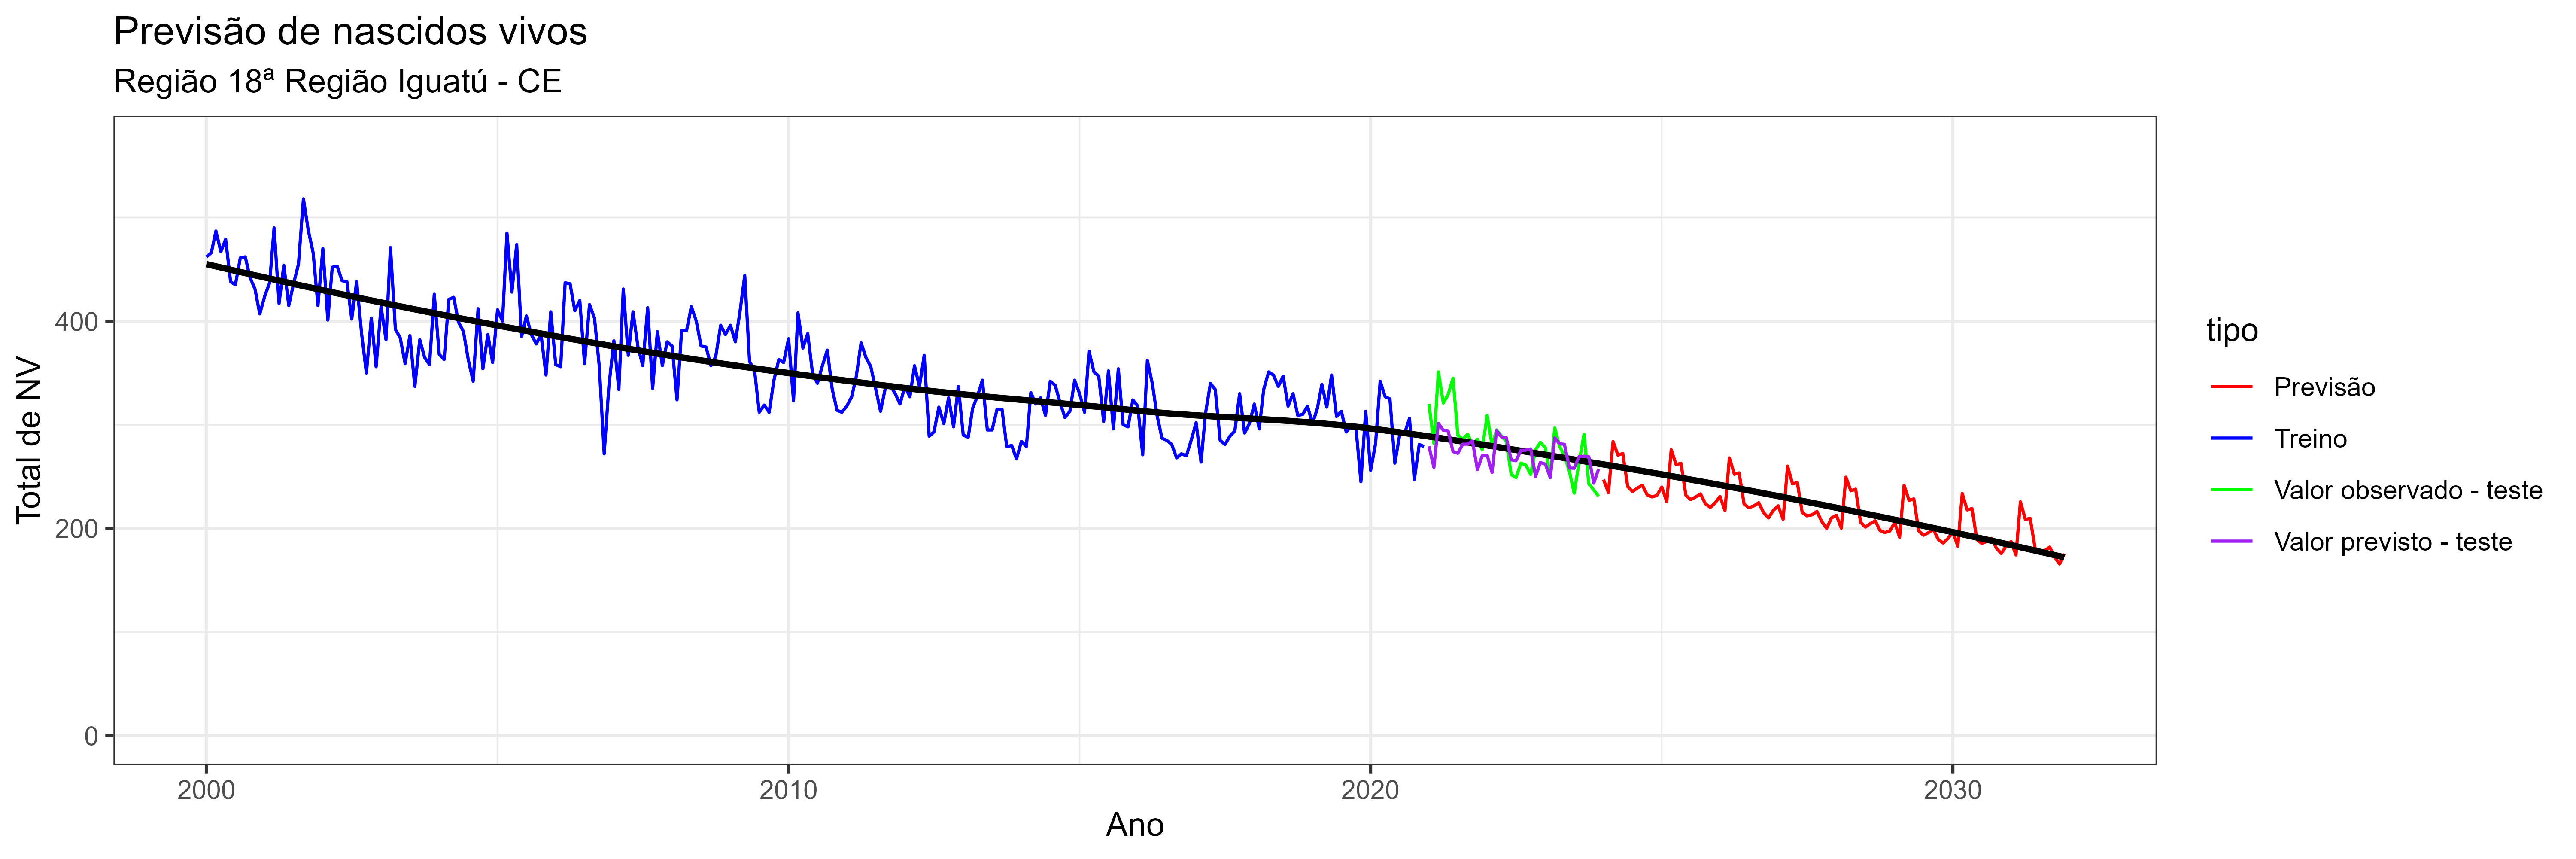 Previsão de nascidos vivos
Região 18ª Região Iguatú - CE
Total de NV
400
200
0
2000
2010
2020
2030
Ano
tipo
Previsão
Treino
Valor observado - teste
Valor previsto - teste